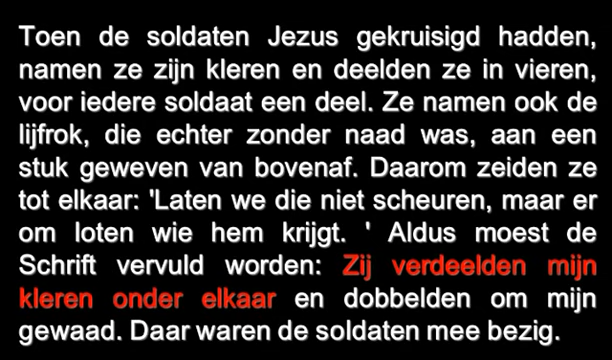 Toen de soldaten Jezus gekruisigd hadden,
namen ze zijn kleren en deelden ze in vieren,
voor iedere soldaat een deel. Ze namen ook de
lijfrok, die echter zonder naad was, aan een
stuk geweven van bovenaf. Daarom zeiden ze
tot elkaar: 'Laten we die niet scheuren, maar er
om loten wie hem krijgt. ' Aldus moest de
Schrift vervuld worden: Zij verdeelden mijn
kleren onder elkaar en dobbelden om mijn
gewaad. Daar waren de soldaten mee bezig.